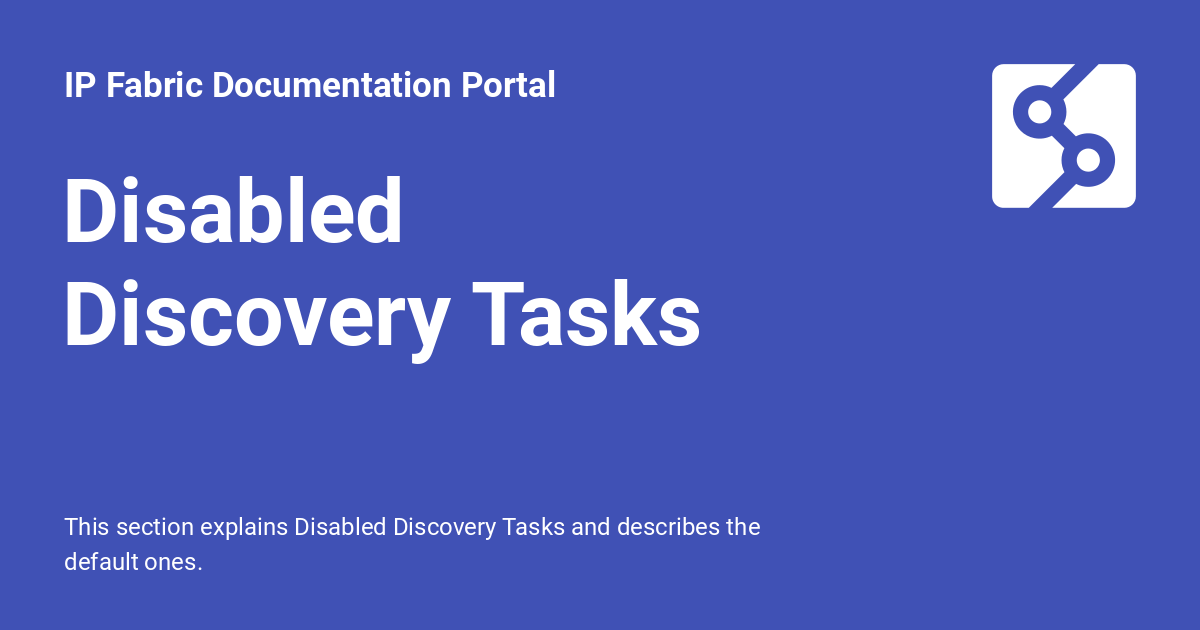 IP Fabric Documentation Portal
Disabled
Discovery Tasks
This section explains Disabled Discovery Tasks and describes the
default ones.